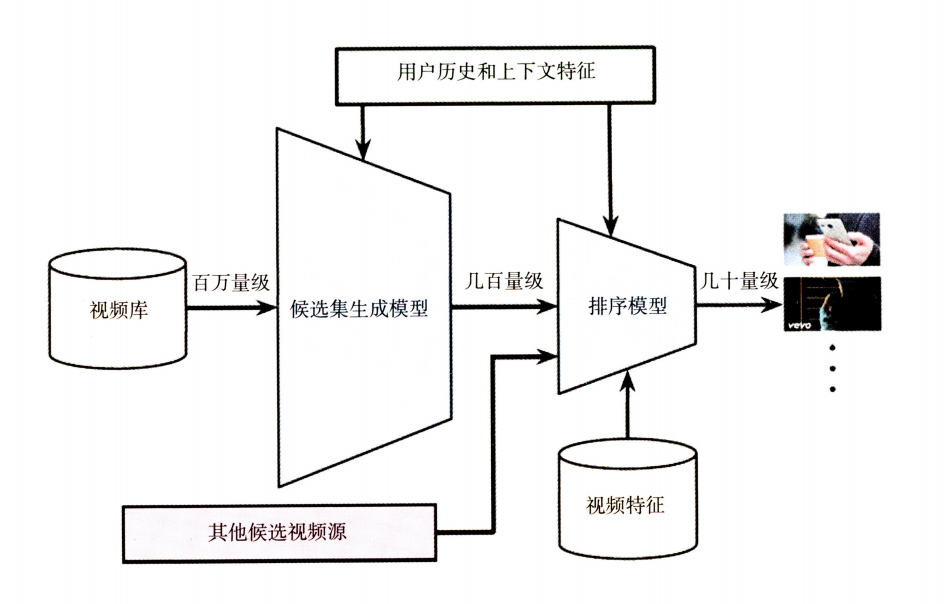 用户历史和上下文特征
视频库
百万量级
候选集生成模型
几百量级
排序模型
几十量级
vevo
视频特征
其他候选视频源